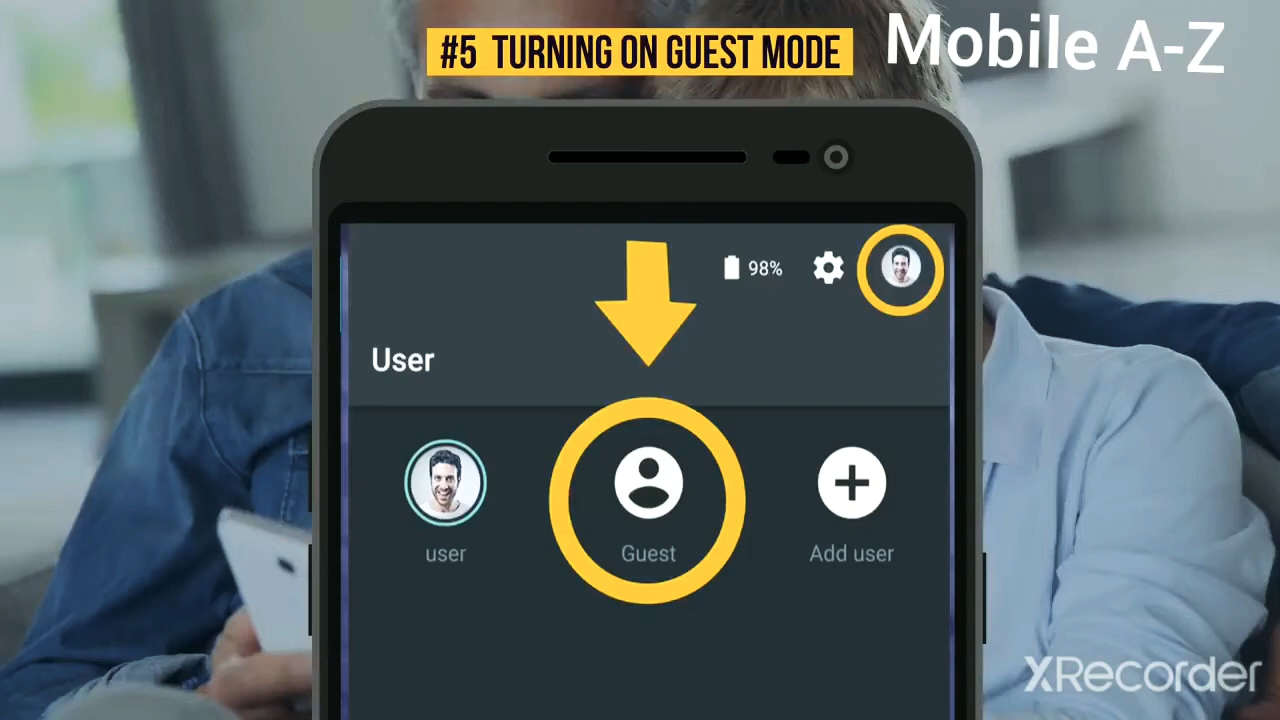 #5 TURNING ON GUEST MODE
Mobile A-Z
98%
User
user
Guest
Add user
XRecorder